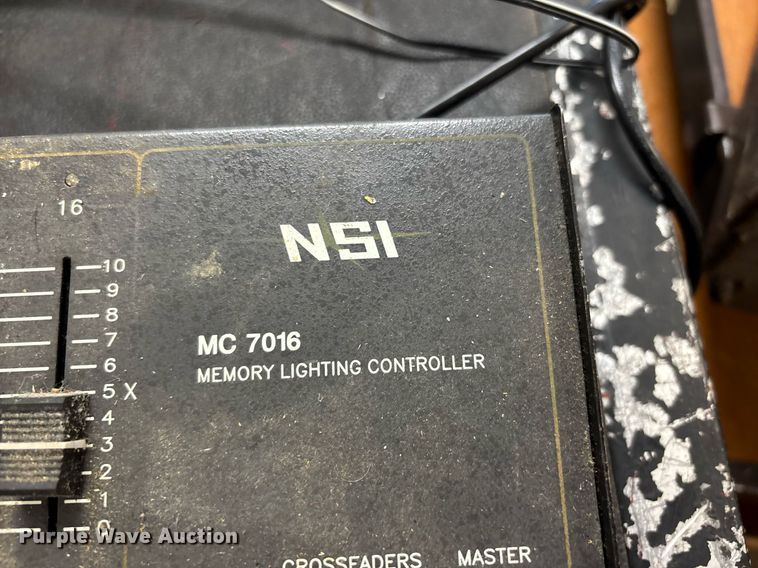 16
NSI
10
9
8
7
6
5 X
4
3
2
1
0
MC 7016
MEMORY LIGHTING CONTROLLER
CROSSFADERS MASTER
Purple Wave Auction